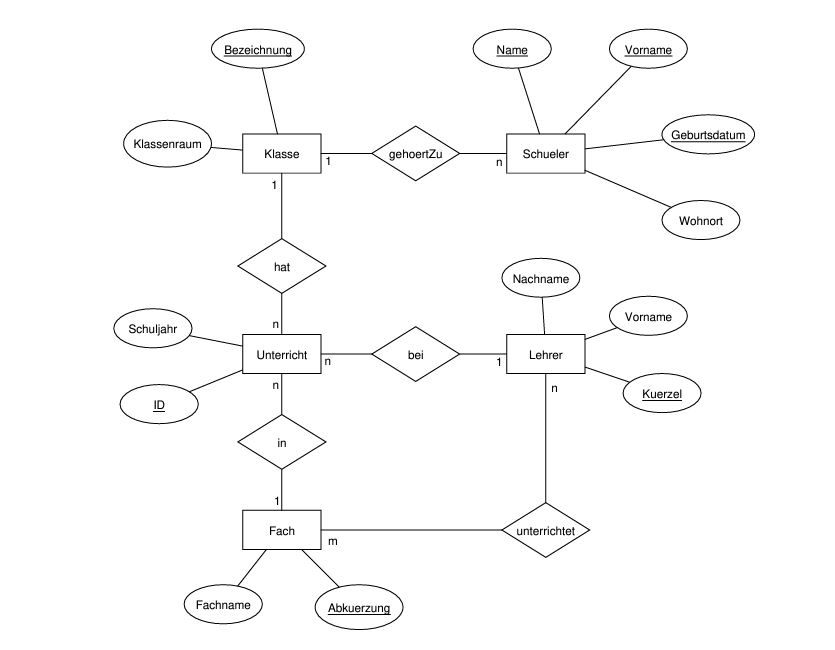 Bezeichnung
Name
Vorname
Klassenraum
Klasse
1
gehoertZu
n
Schueler
Geburtsdatum
1
Wohnort
hat
Nachname
Schuljahr
n
Vorname
Unterricht
n
bei
1
Lehrer
n
n
Kuerzel
ID
in
1
Fach
m
unterrichtet
Fachname
Abkuerzung